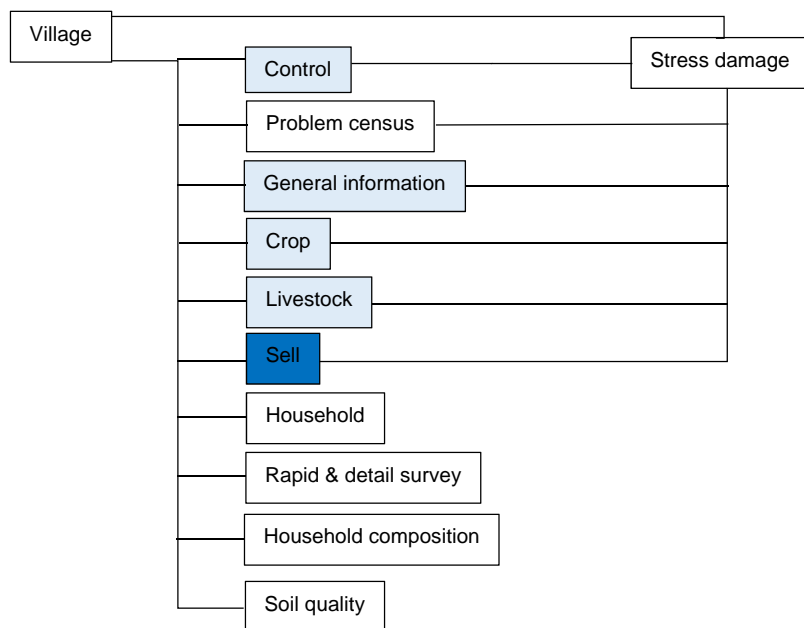 Village
Stress damage
Control
Problem census
General information
Crop
Livestock
Sell
Household
Rapid & detail survey
Household composition
Soil quality